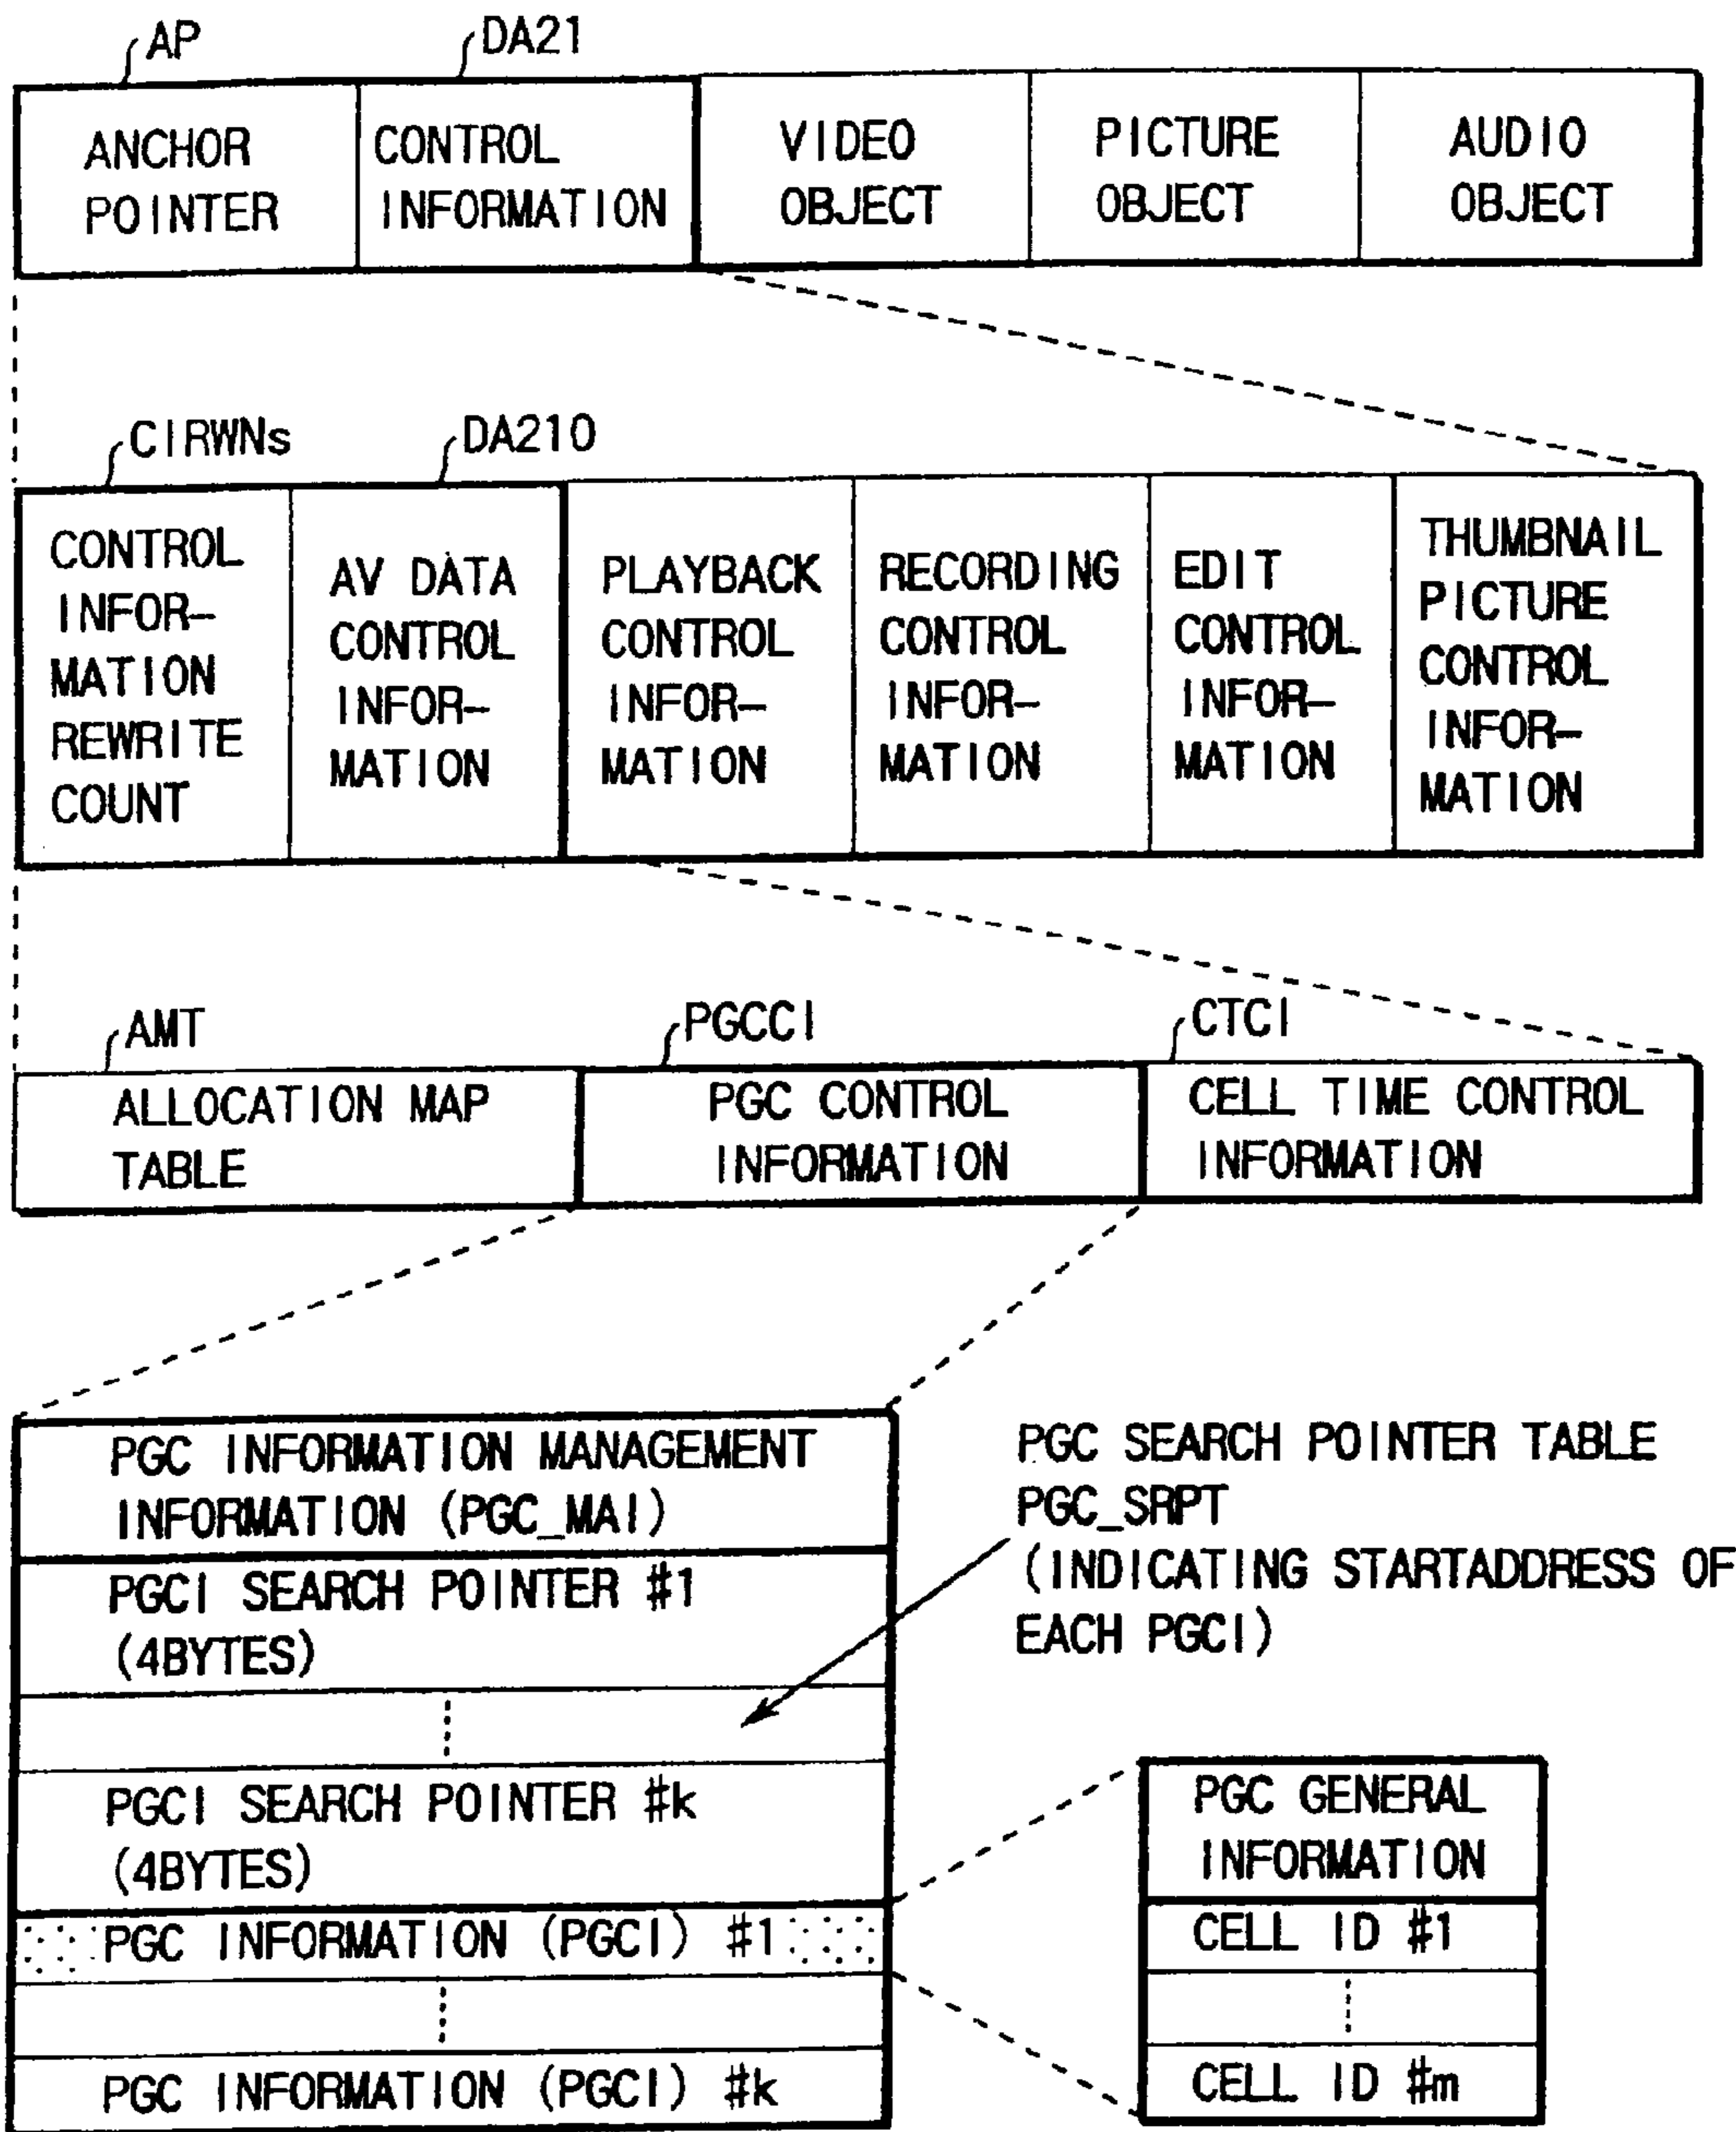 AP
DA21
ANCHOR
POINTER
CONTROL
INFORMATION
VIDEO
OBJECT
PICTURE
OBJECT
AUDIO
OBJECT
CIRWNs
DA210
CONTROL
INFOR-
MATION
REWRITE
COUNT
AV DATA
CONTROL
INFOR-
MATION
PLAYBACK
CONTROL
INFOR-
MATION
RECORDING
CONTROL
INFOR-
MATION
EDIT
CONTROL
INFOR-
MATION
THUMBNAIL
PICTURE
CONTROL
INFOR-
MATION
AMT
PGCCI
CTCI
ALLOCATION MAP
TABLE
PGC CONTROL
INFORMATION
CELL TIME CONTROL
INFORMATION
PGC INFORMATION MANAGEMENT
INFORMATION (PGC_MAI)
PGCI SEARCH POINTER #1
(4BYTES)
PGCI SEARCH POINTER #k
(4BYTES)
PGC INFORMATION (PGCI) #1
PGC INFORMATION (PGCI) #k
PGC SEARCH POINTER TABLE
PGC_SRPT
(INDICATING STARTADDRESS OF
EACH PGCI)
PGC GENERAL
INFORMATION
CELL ID #1
CELL ID #m